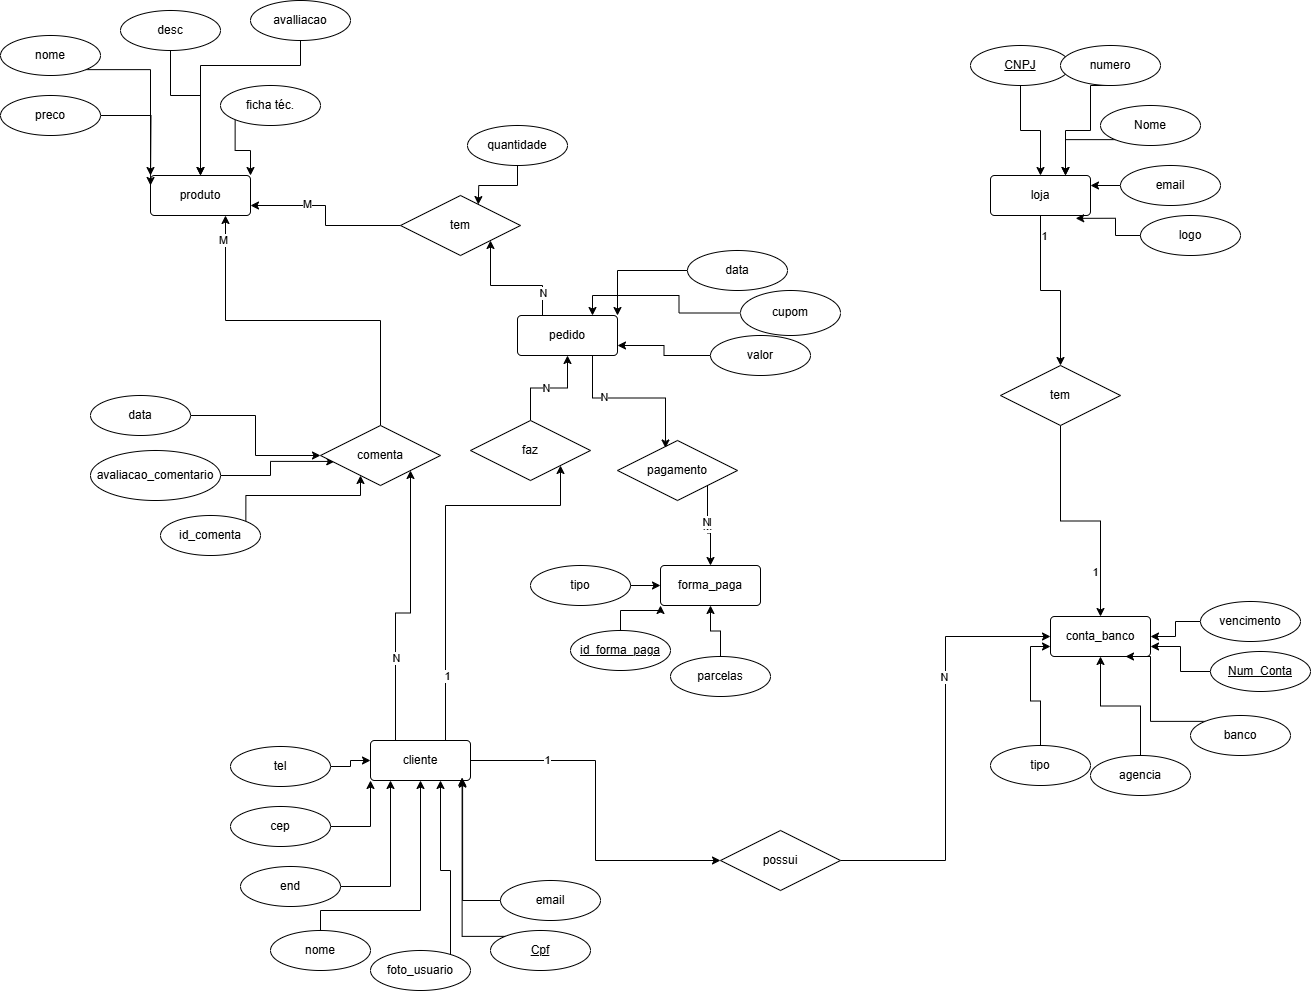 avalliacao
desc
nome
ficha téc.
preco
produto
M
quantidade
tem
M
N
CNPJ
numero
Nome
email
loja
logo
1
data
cupom
pedido
valor
N
N
data
avaliacao_comentario
id_comenta
comenta
faz
pagamento
tem
N
tipo
forma_paga
id_forma_paga
parcelas
1
N
1
conta_banco
vencimento
Num_Conta
banco
tipo
agencia
N
tel
cliente
1
cep
end
nome
foto_usuario
email
Cpf
possui